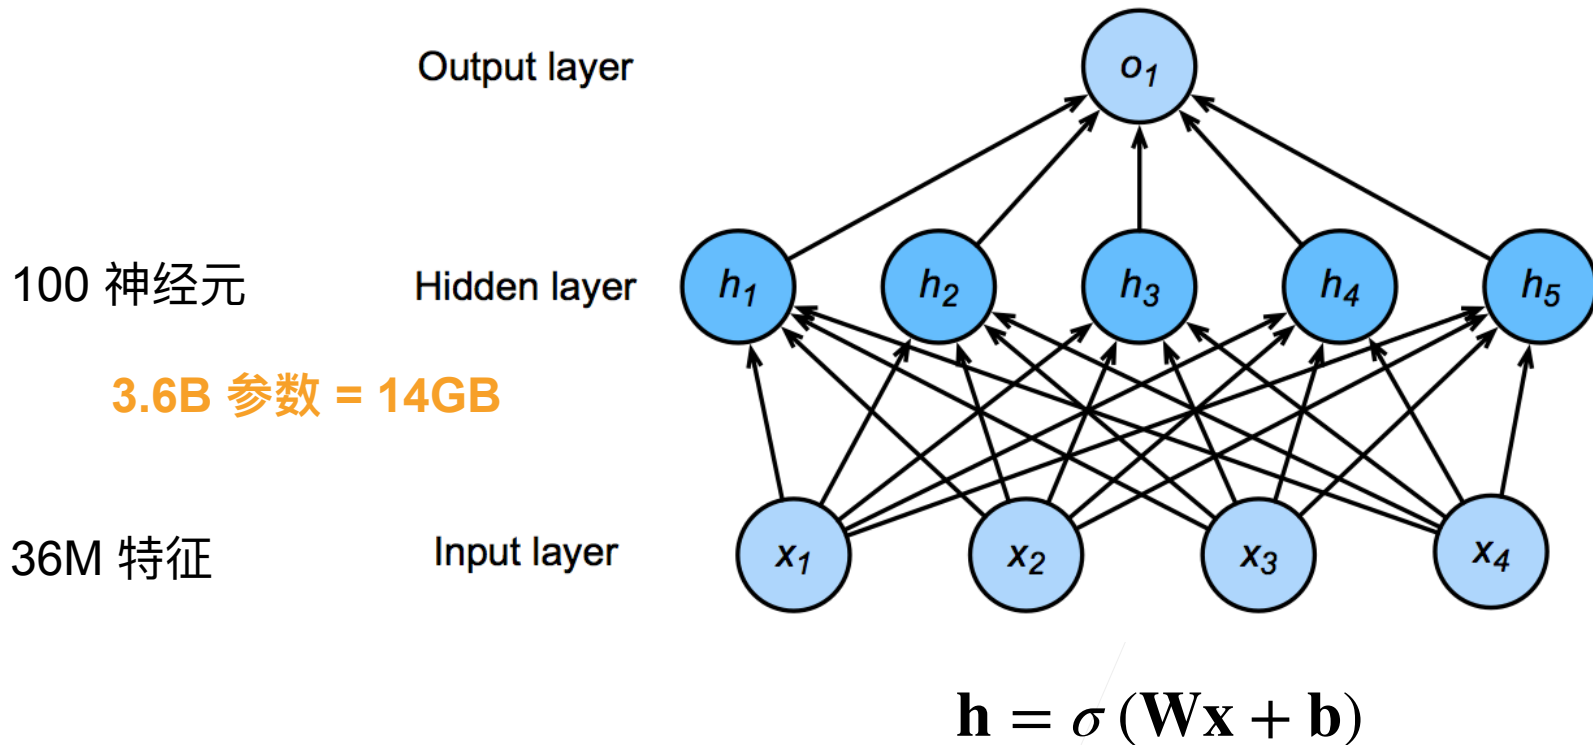 Output layer
o1
100 神经元
Hidden layer
h1 h2 h3 h4 h5
3.6B 参数 = 14GB
36M 特征
Input layer
x1 x2 x3 x4
h = σ (Wx + b)